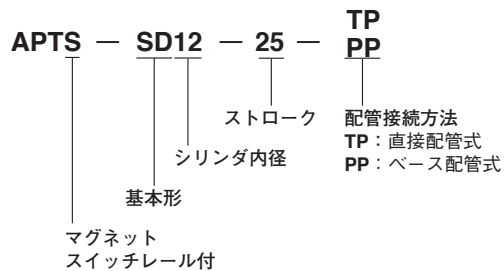 APTS — SD12 — 25 — TP
PP
ストローク
配管接続方法
TP：直接配管式
PP：ベース配管式
シリンダ内径
基本形
マグネット
スイッチレール付